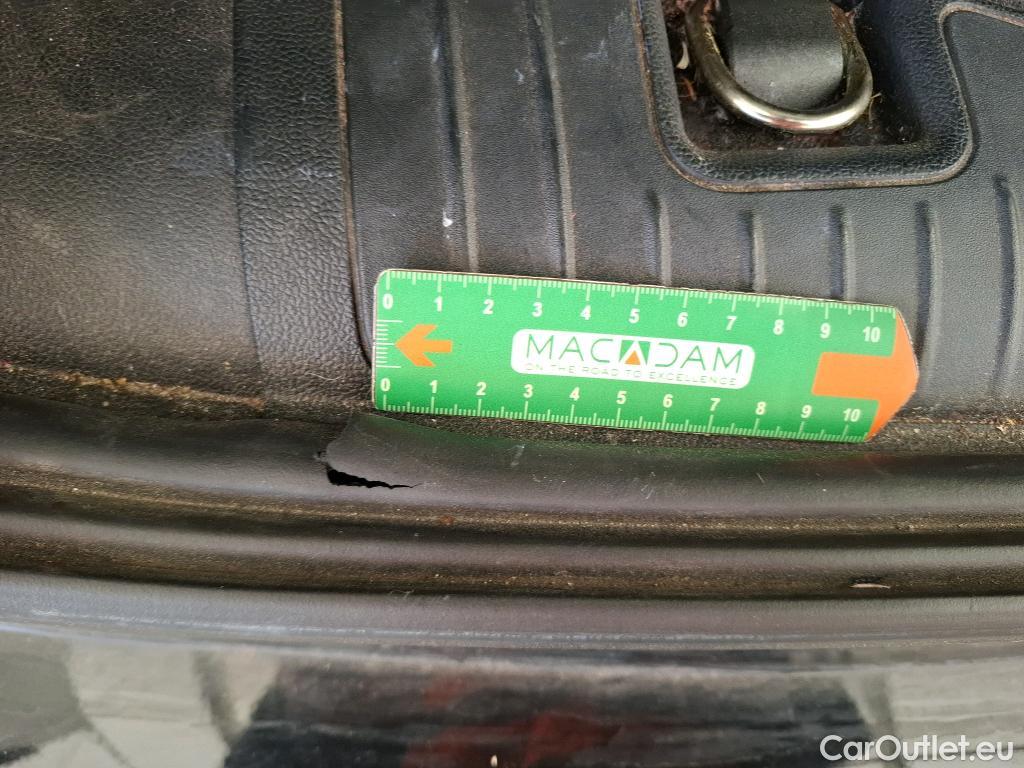 0 1 2 3 4 5 6 7 8 9 10
MACADAM
ON THE ROAD TO EXCELLENCE
0 1 2 3 4 5 6 7 8 9 10
CarOutlet.eu